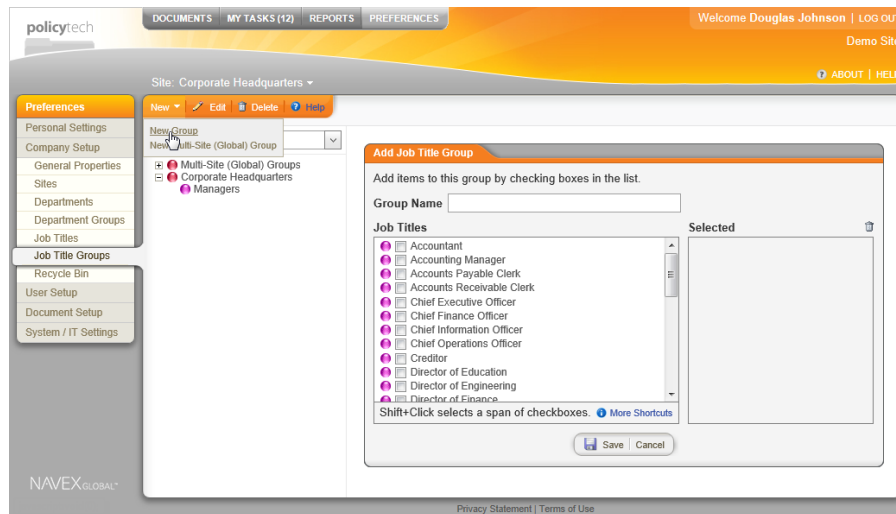 policytech
DOCUMENTS MY TASKS (12) REPORTS PREFERENCES
Welcome Douglas Johnson | LOG OUT
Demo Site
Site: Corporate Headquarters
ABOUT | HELP
Preferences
Personal Settings
Company Setup
General Properties
Sites
Departments
Department Groups
Job Titles
Job Title Groups
Recycle Bin
User Setup
Document Setup
System / IT Settings
NAVEX GLOBAL
New Edit Delete Help
New Group
New Multi-Site (Global) Group
Multi-Site (Global) Groups
Corporate Headquarters
Managers
Add Job Title Group
Add items to this group by checking boxes in the list.
Group Name
Job Titles
Accountant
Accounting Manager
Accounts Payable Clerk
Accounts Receivable Clerk
Chief Executive Officer
Chief Finance Officer
Chief Information Officer
Chief Operations Officer
Creditor
Director of Education
Director of Engineering
Director of Finance
Shift+Click selects a span of checkboxes. More Shortcuts
Selected
Save Cancel
Privacy Statement | Terms of Use